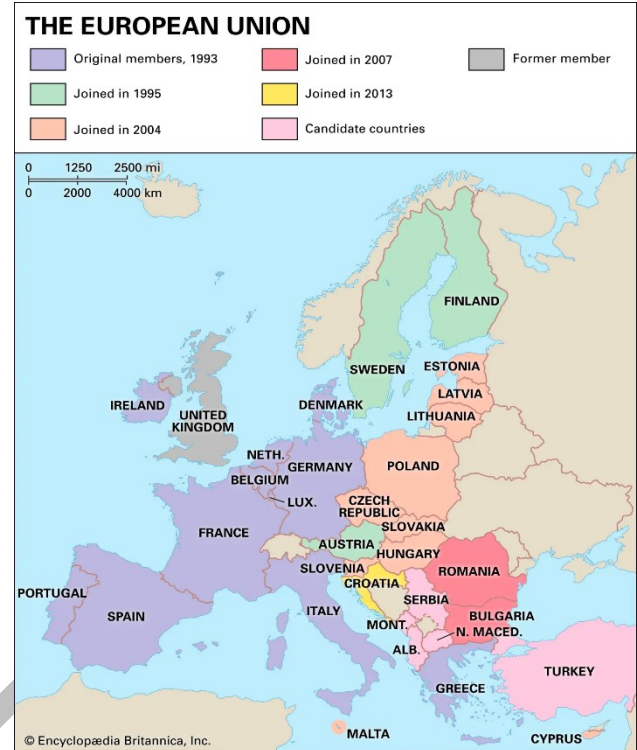 THE EUROPEAN UNION
Original members, 1993
Joined in 2007
Former member
Joined in 1995
Joined in 2013
Joined in 2004
Candidate countries
0 1250 2500 mi
0 2000 4000 km
FINLAND
SWEDEN
ESTONIA
LATVIA
LITHUANIA
IRELAND
UNITED
KINGDOM
DENMARK
NETH.
GERMANY
POLAND
BELGIUM
LUX.
CZECH
REPUBLIC
SLOVAKIA
FRANCE
AUSTRIA
HUNGARY
SLOVENIA
CROATIA
ROMANIA
SERBIA
PORTUGAL
SPAIN
ITALY
MONT.
BULGARIA
N. MACED.
ALB.
TURKEY
GREECE
MALTA
CYPRUS
© Encyclopædia Britannica, Inc.